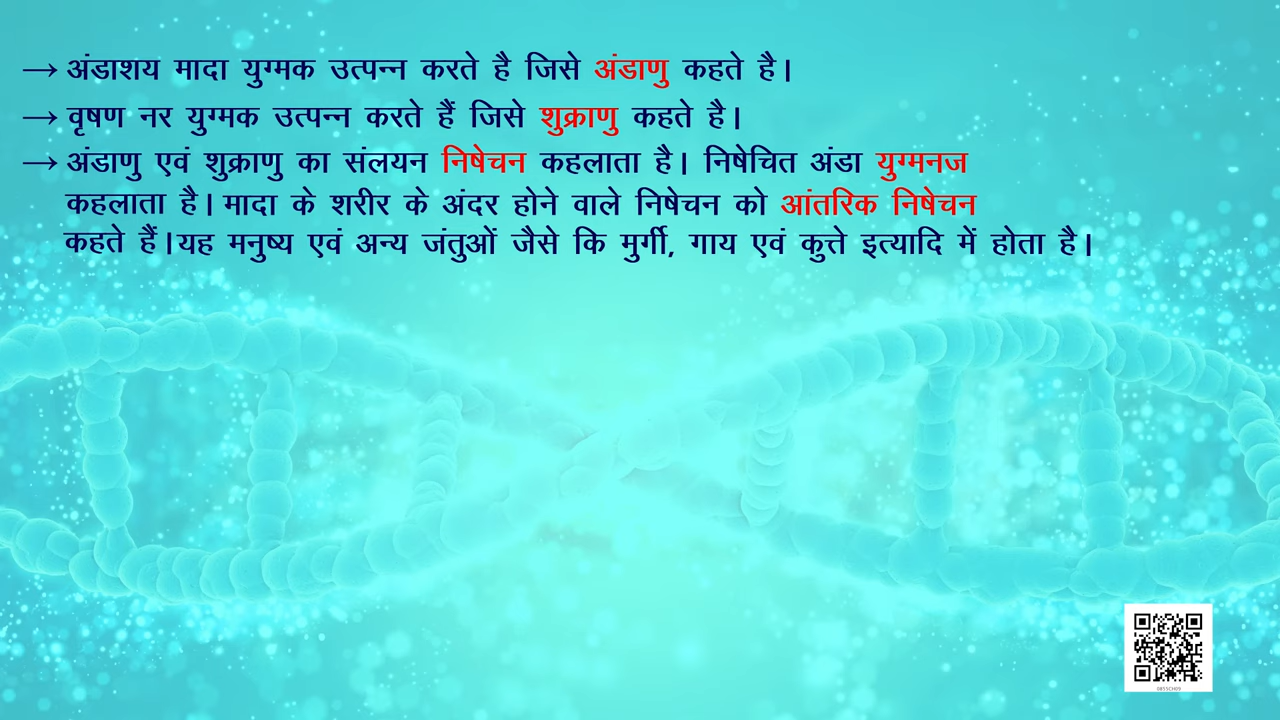 → अंडाशय मादा युग्मक उत्पन्न करते है जिसे अंडाणु कहते है।
→ वृषण नर युग्मक उत्पन्न करते हैं जिसे शुक्राणु कहते है।
→ अंडाणु एवं शुक्राणु का संलयन निषेचन कहलाता है। निषेचित अंडा युग्मनज
कहलाता है। मादा के शरीर के अंदर होने वाले निषेचन को आंतरिक निषेचन
कहते हैं।यह मनुष्य एवं अन्य जंतुओं जैसे कि मुर्गी, गाय एवं कुत्ते इत्यादि में होता है।
0855CH09